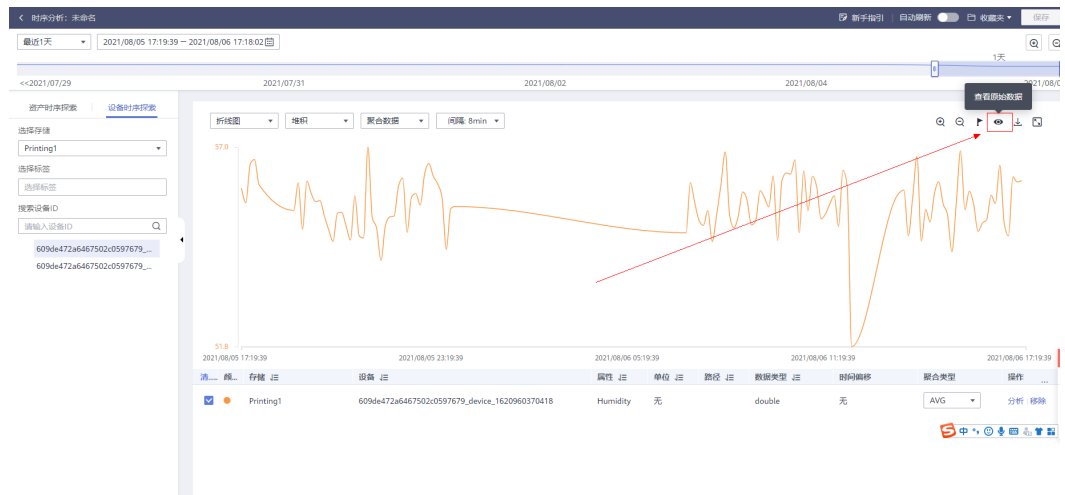 时序分析：未命名
新手指引 | 自动刷新 收藏夹 保存
最近1天 2021/08/05 17:19:39 – 2021/08/06 17:18:02
1天
<<2021/07/29 2021/07/31 2021/08/02 2021/08/04 2021/08/0
查看原始数据
资产时序探索 设备时序探索
折线图 堆积 聚合数据 间隔: 8min
选择存储
Printing1
选择标签
选择标签
搜索设备ID
请输入设备ID
609de472a6467502c0597679_...
609de472a6467502c0597679_...
57.0
51.8
2021/08/05 17:19:39 2021/08/05 23:19:39 2021/08/06 05:19:39 2021/08/06 11:19:39 2021/08/06 17:19:39
清... 颜... 存储 设备 属性 单位 路径 数据类型 时间偏移 聚合类型 操作 ...
Printing1 609de472a6467502c0597679_device_1620960370418 Humidity 无 double 无 AVG 分析 移除
S 中